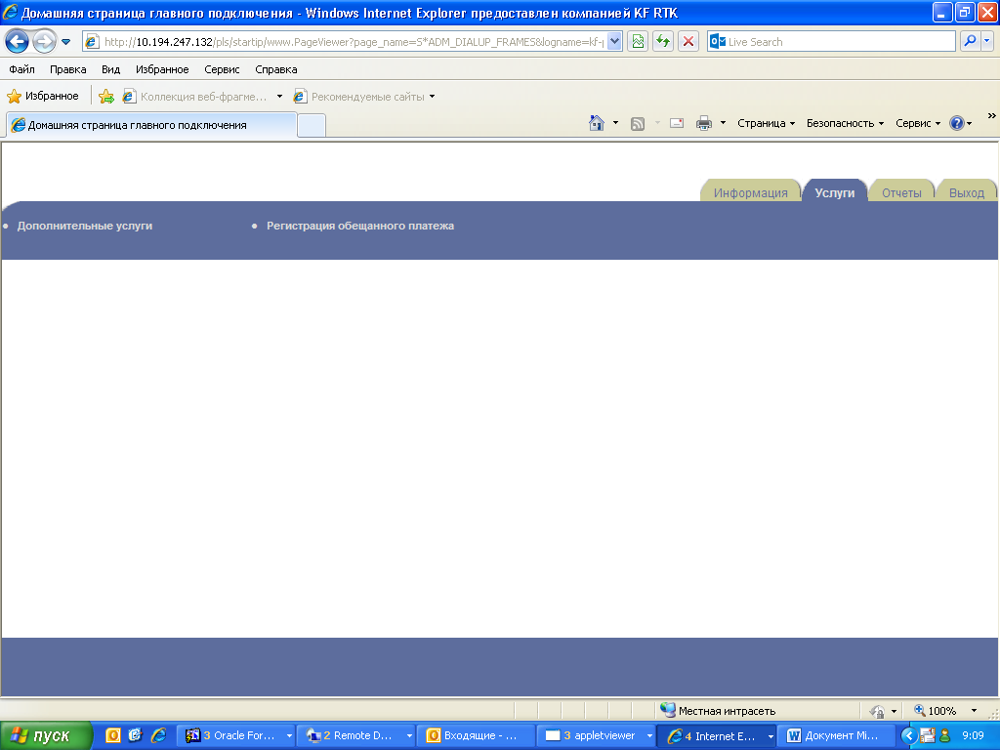 Домашняя страница главного подключения - Windows Internet Explorer предоставлен компанией KF RTK
http://10.194.247.132/pls/startip/www.PageViewer?page_name=S*ADM_DIALUP_FRAMES&logname=kf-
Live Search
Файл Правка Вид Избранное Сервис Справка
Избранное Коллекция веб-фрагме... Рекомендуемые сайты
Домашняя страница главного подключения Страница Безопасность Сервис »
Информация Услуги Отчеты Выход
• Дополнительные услуги • Регистрация обещанного платежа
Местная интрасеть 100%
пуск 3 Oracle For... 2 Remote D... Входящие - ... 3 appletviewer 4 Internet E... Документ Mi... 9:09